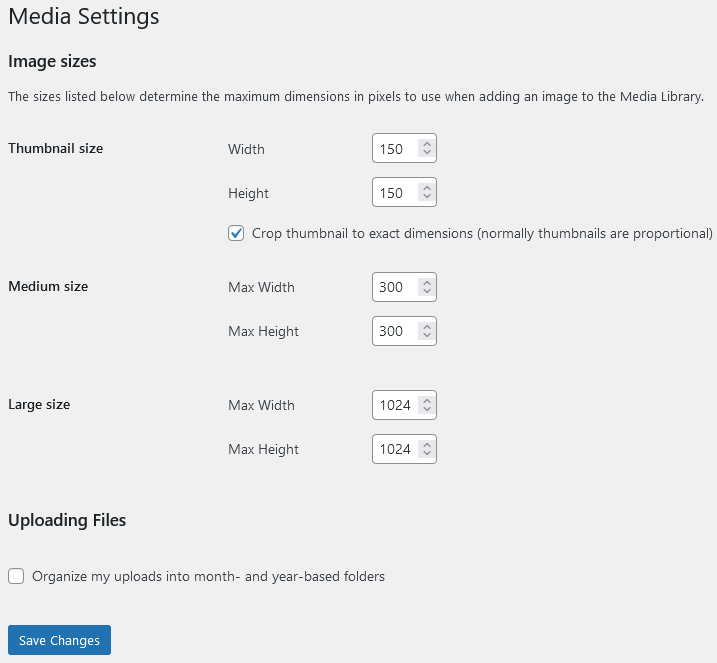 Media Settings
Image sizes
The sizes listed below determine the maximum dimensions in pixels to use when adding an image to the Media Library.
Thumbnail size
Width 150
Height 150
Crop thumbnail to exact dimensions (normally thumbnails are proportional)
Medium size
Max Width 300
Max Height 300
Large size
Max Width 1024
Max Height 1024
Uploading Files
Organize my uploads into month- and year-based folders
Save Changes